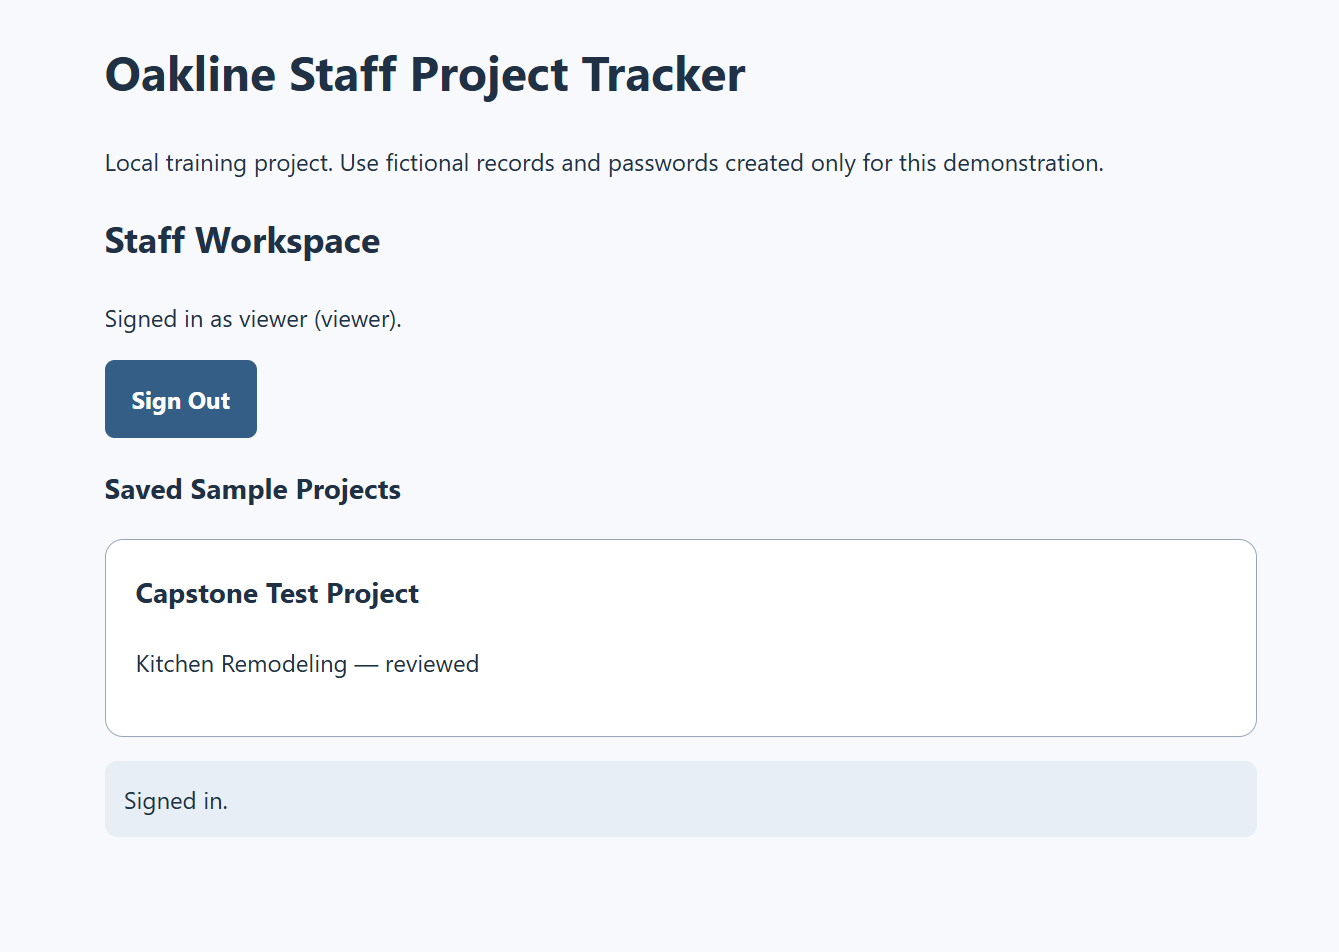 Oakline Staff Project Tracker
Local training project. Use fictional records and passwords created only for this demonstration.
Staff Workspace
Signed in as viewer (viewer).
Sign Out
Saved Sample Projects
Capstone Test Project
Kitchen Remodeling — reviewed
Signed in.